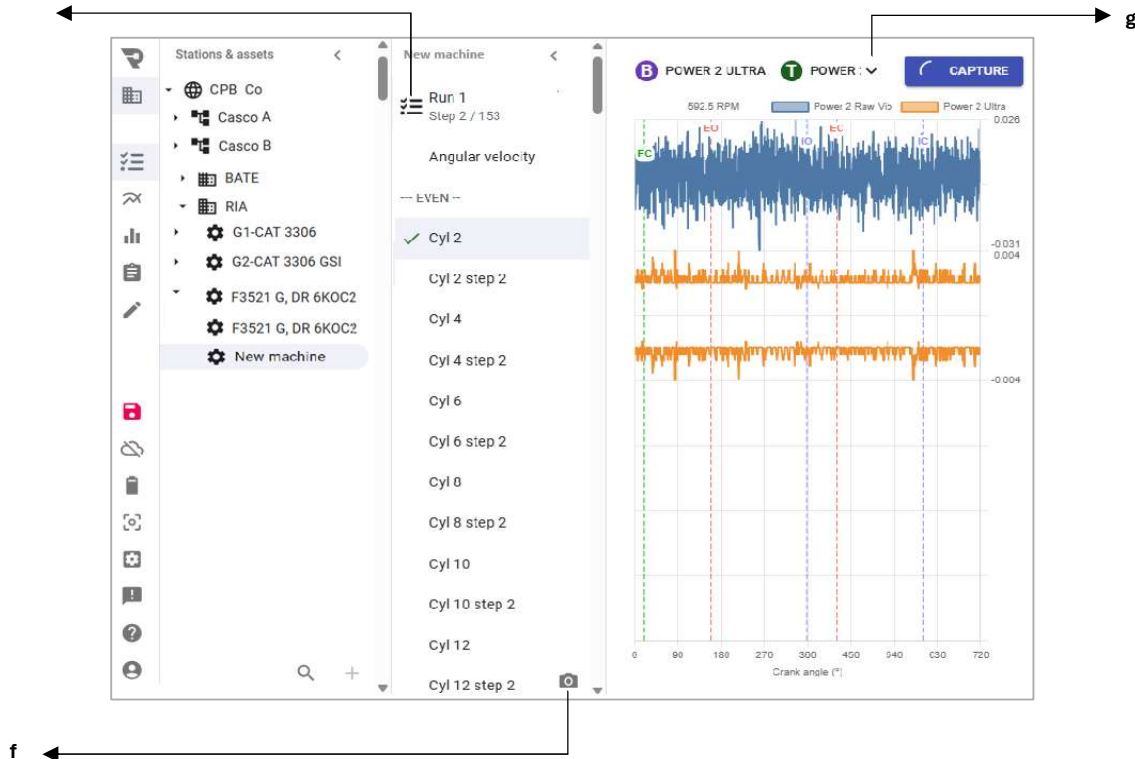 g
Stations & assets
CPB Co
Casco A
Casco B
BATE
RIA
G1-CAT 3306
G2-CAT 3306 GSI
F3521 G, DR 6KOC2
F3521 G, DR 6KOC2
New machine
New machine
Run 1
Step 2 / 153
Angular velocity
--- EVEN --
Cyl 2
Cyl 2 step 2
Cyl 4
Cyl 4 step 2
Cyl 6
Cyl 6 step 2
Cyl 8
Cyl 8 step 2
Cyl 10
Cyl 10 step 2
Cyl 12
Cyl 12 step 2
B POWER 2 ULTRA T POWER : CAPTURE
592.5 RPM Power 2 Raw Vib Power 2 Ultra
0.026
EO EC
FC IO IC
-0.031
0.004
-0.004
0 90 180 270 300 450 540 630 720
Crank angle (°)
f